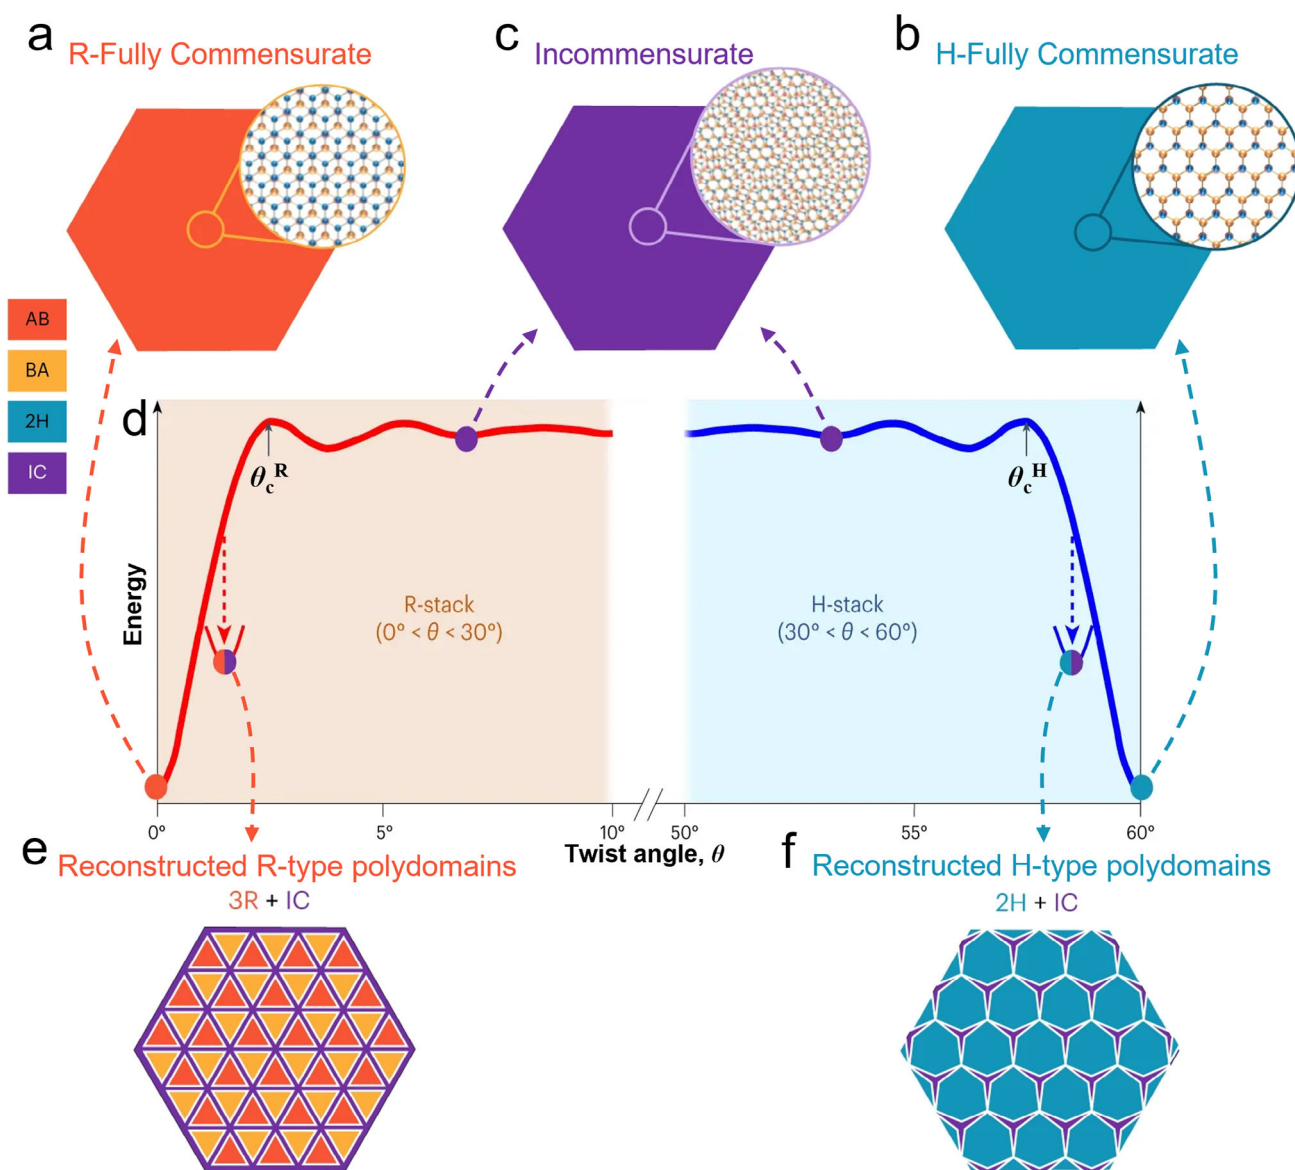 a
R-Fully Commensurate
c
Incommensurate
b
H-Fully Commensurate
AB
BA
2H
IC
d
θcᴿ
θcᴴ
Energy
R-stack
(0° < θ < 30°)
H-stack
(30° < θ < 60°)
0°
5°
10°
50°
55°
60°
Twist angle, θ
e
Reconstructed R-type polydomains
3R + IC
f
Reconstructed H-type polydomains
2H + IC